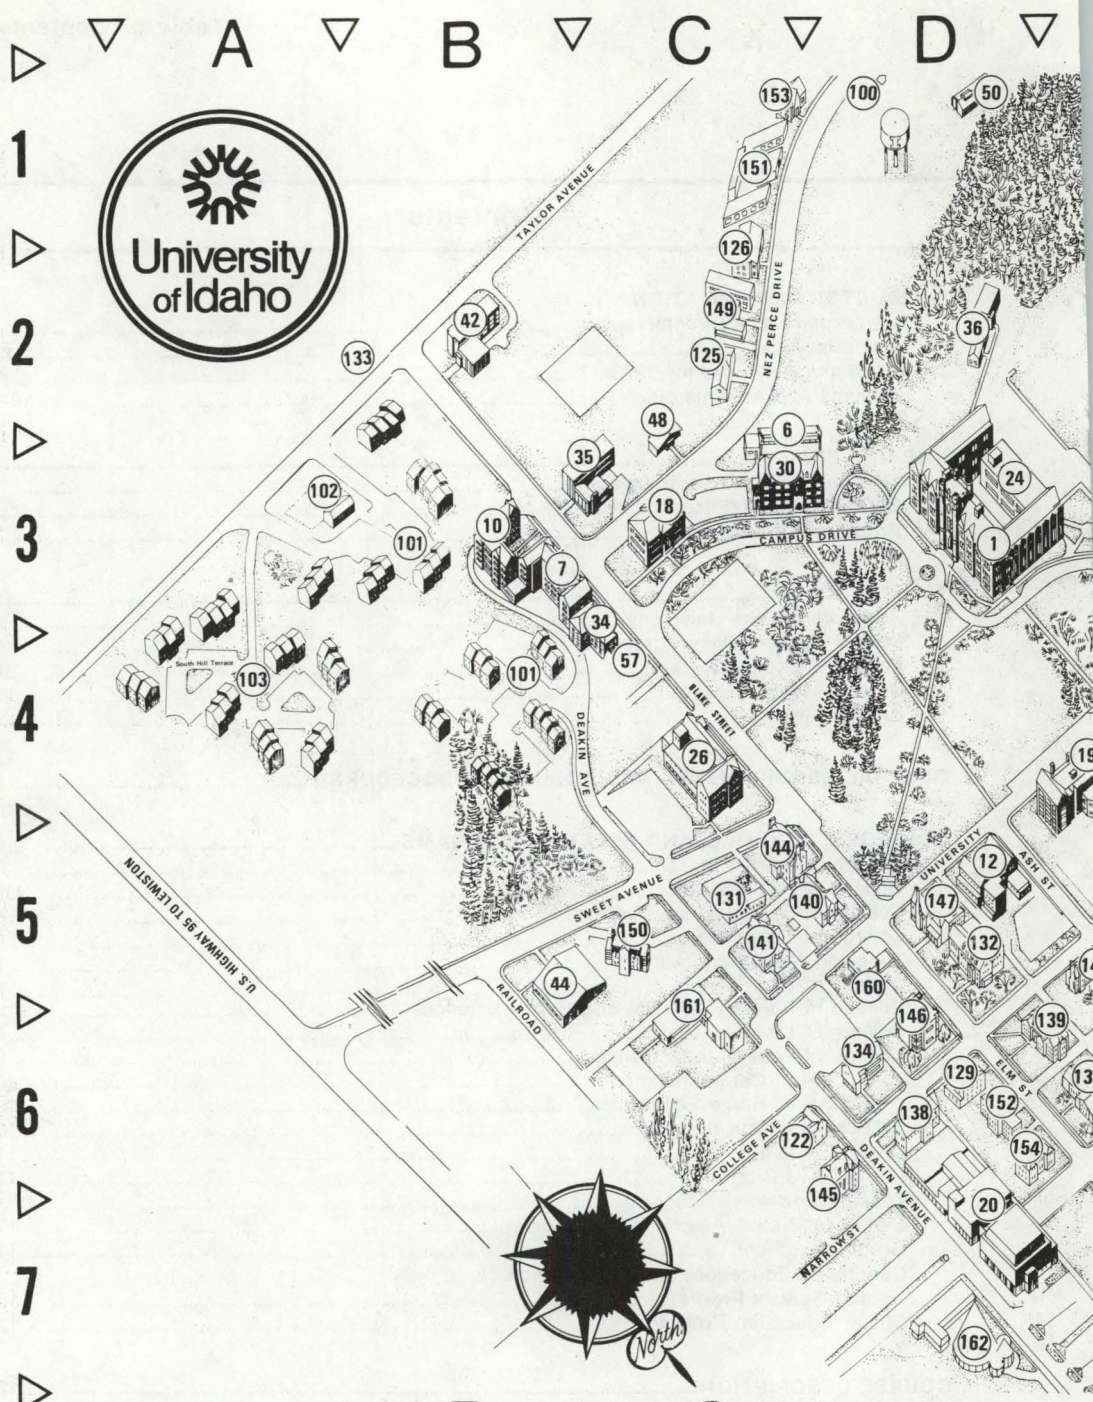 A B C D
1
153
100
50
151
University
of Idaho
TAYLOR AVENUE
126
149
NEZ PERCE DRIVE
2
42
36
133
125
48
6
35
30
24
102
18
10
3
101
7
CAMPUS DRIVE
1
34
57
South Hill Terrace
103
101
4
BLAKE STREET
DEAKIN AVE
26
19
144
UNIVERSITY
12
ASH ST
U.S. HIGHWAY 95 TO LEWISTON
5
SWEET AVENUE
131
140
147
150
141
132
44
160
RAILROAD
161
146
139
134
129
ELM ST
6
152
138
COLLEGE AVE
122
154
145
DEAKIN AVENUE
20
NARROW ST
7
North
162